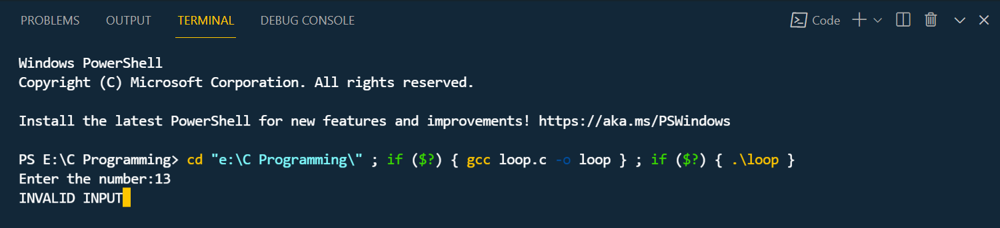 PROBLEMS OUTPUT TERMINAL DEBUG CONSOLE Code
Windows PowerShell
Copyright (C) Microsoft Corporation. All rights reserved.
Install the latest PowerShell for new features and improvements! https://aka.ms/PSWindows
PS E:\C Programming> cd "e:\C Programming\" ; if ($?) { gcc loop.c -o loop } ; if ($?) { .\loop }
Enter the number:13
INVALID INPUT